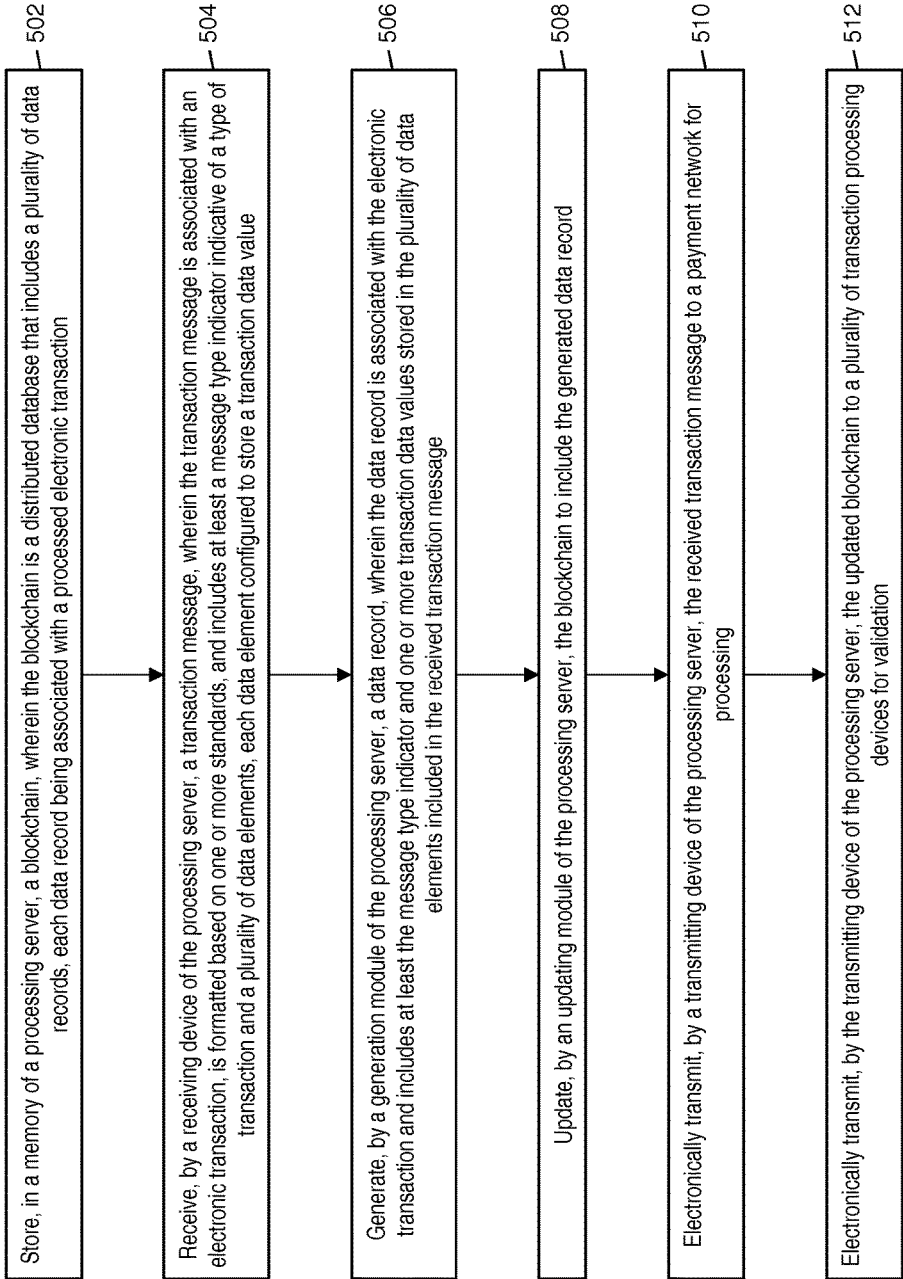 Store, in a memory of a processing server, a blockchain, wherein the blockchain is a distributed database that includes a plurality of data
records, each data record being associated with a processed electronic transaction
502
Receive, by a receiving device of the processing server, a transaction message, wherein the transaction message is associated with an
electronic transaction, is formatted based on one or more standards, and includes at least a message type indicator indicative of a type of
transaction and a plurality of data elements, each data element configured to store a transaction data value
504
Generate, by a generation module of the processing server, a data record, wherein the data record is associated with the electronic
transaction and includes at least the message type indicator and one or more transaction data values stored in the plurality of data
elements included in the received transaction message
506
Update, by an updating module of the processing server, the blockchain to include the generated data record
508
Electronically transmit, by a transmitting device of the processing server, the received transaction message to a payment network for
processing
510
Electronically transmit, by the transmitting device of the processing server, the updated blockchain to a plurality of transaction processing
devices for validation
512